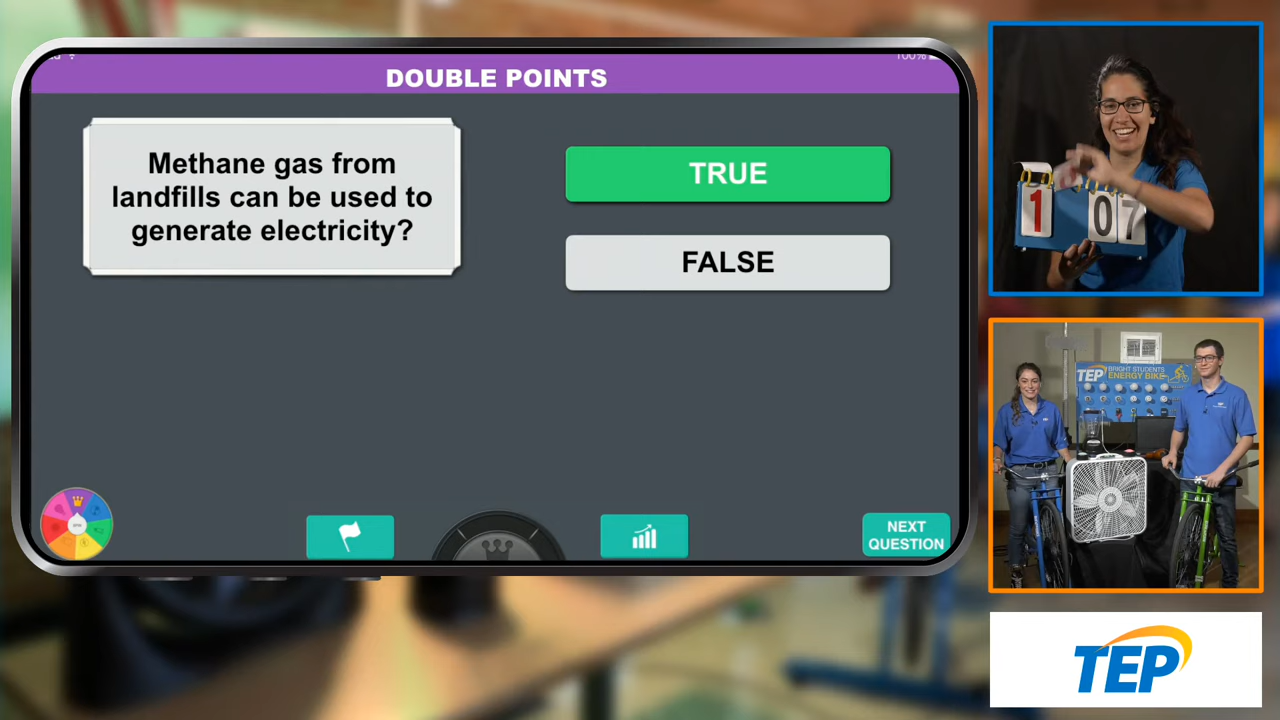 100%
DOUBLE POINTS
Methane gas from
landfills can be used to
generate electricity?
TRUE
FALSE
NEXT
QUESTION
1 07
TEP BRIGHT STUDENTS
ENERGY BIKE
TEP